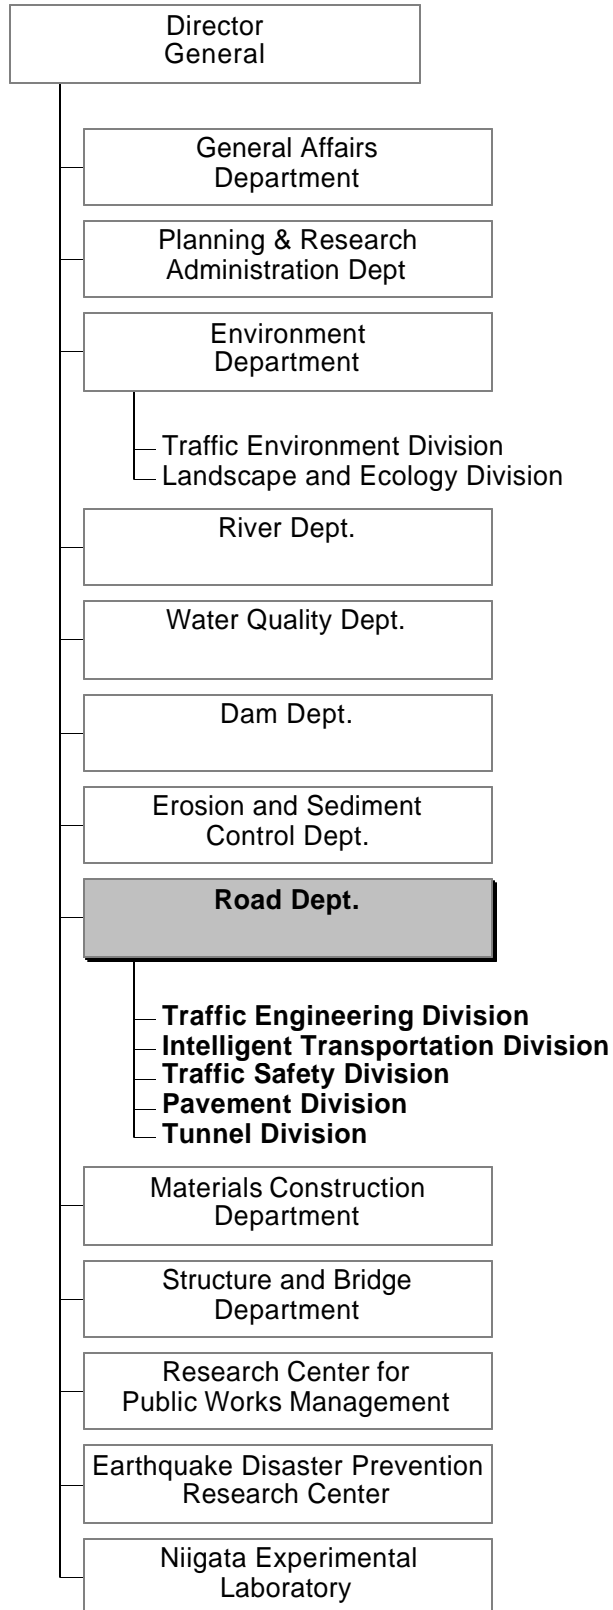 Director
General
General Affairs
Department
Planning & Research
Administration Dept
Environment
Department
Traffic Environment Division
Landscape and Ecology Division
River Dept.
Water Quality Dept.
Dam Dept.
Erosion and Sediment
Control Dept.
Road Dept.
Traffic Engineering Division
Intelligent Transportation Division
Traffic Safety Division
Pavement Division
Tunnel Division
Materials Construction
Department
Structure and Bridge
Department
Research Center for
Public Works Management
Earthquake Disaster Prevention
Research Center
Niigata Experimental
Laboratory